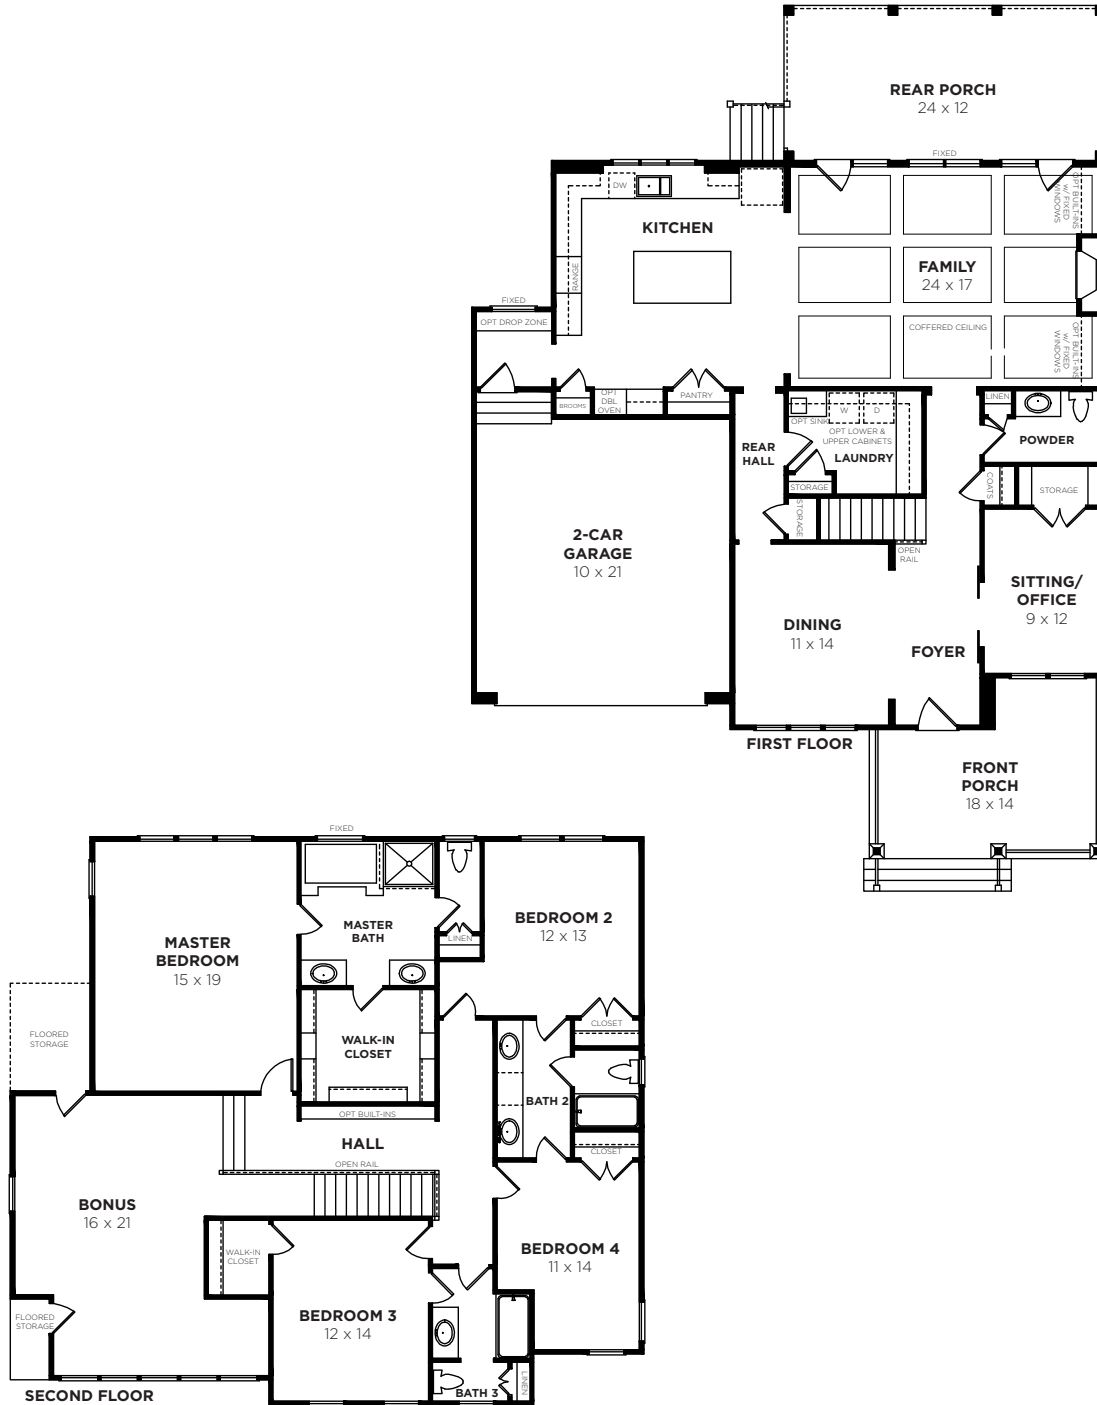 REAR PORCH
24 x 12
FIXED
DW
KITCHEN
RANGE
OPT BUILT-INS
w/ FIXED
WINDOWS
FAMILY
24 x 17
COFFERED CEILING
OPT BUILT-INS
w/ FIXED
WINDOWS
FIXED
OPT DROP ZONE
BROOMS
OPT
DBL
OVEN
PANTRY
OPT SINK
W
D
OPT LOWER &
UPPER CABINETS
LAUNDRY
REAR
HALL
STORAGE
STORAGE
LINEN
POWDER
COATS
STORAGE
2-CAR
GARAGE
10 x 21
OPEN
RAIL
SITTING/
OFFICE
9 x 12
DINING
11 x 14
FOYER
FIRST FLOOR
FRONT
PORCH
18 x 14
FIXED
MASTER
BEDROOM
15 x 19
MASTER
BATH
LINEN
BEDROOM 2
12 x 13
CLOSET
FLOORED
STORAGE
WALK-IN
CLOSET
BATH 2
OPT BUILT-INS
HALL
OPEN RAIL
CLOSET
BONUS
16 x 21
WALK-IN
CLOSET
BEDROOM 4
11 x 14
FLOORED
STORAGE
BEDROOM 3
12 x 14
BATH 3
LINEN
SECOND FLOOR